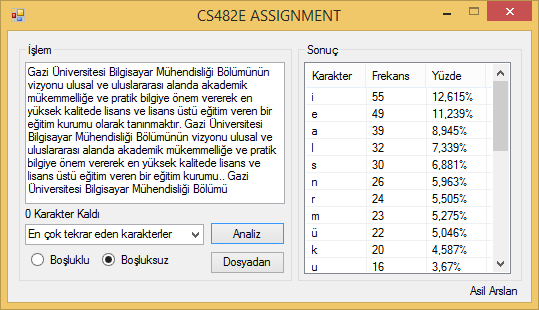 CS482E ASSIGNMENT
İşlem
Gazi Üniversitesi Bilgisayar Mühendisliği Bölümünün
vizyonu ulusal ve uluslararası alanda akademik
mükemmelliğe ve pratik bilgiye önem vererek en
yüksek kalitede lisans ve lisans üstü eğitim veren bir
eğitim kurumu olarak tanınmaktır. Gazi Üniversitesi
Bilgisayar Mühendisliği Bölümünün vizyonu ulusal ve
uluslararası alanda akademik mükemmelliğe ve pratik
bilgiye önem vererek en yüksek kalitede lisans ve
lisans üstü eğitim veren bir eğitim kurumu.. Gazi
Üniversitesi Bilgisayar Mühendisliği Bölümü
0 Karakter Kaldı
En çok tekrar eden karakterler
Analiz
Boşluklu Boşluksuz
Dosyadan
Sonuç
Karakter Frekans Yüzde
i 55 12,615%
e 49 11,239%
a 39 8,945%
l 32 7,339%
s 30 6,881%
n 26 5,963%
r 24 5,505%
m 23 5,275%
ü 22 5,046%
k 20 4,587%
u 16 3,67%
Asil Arslan